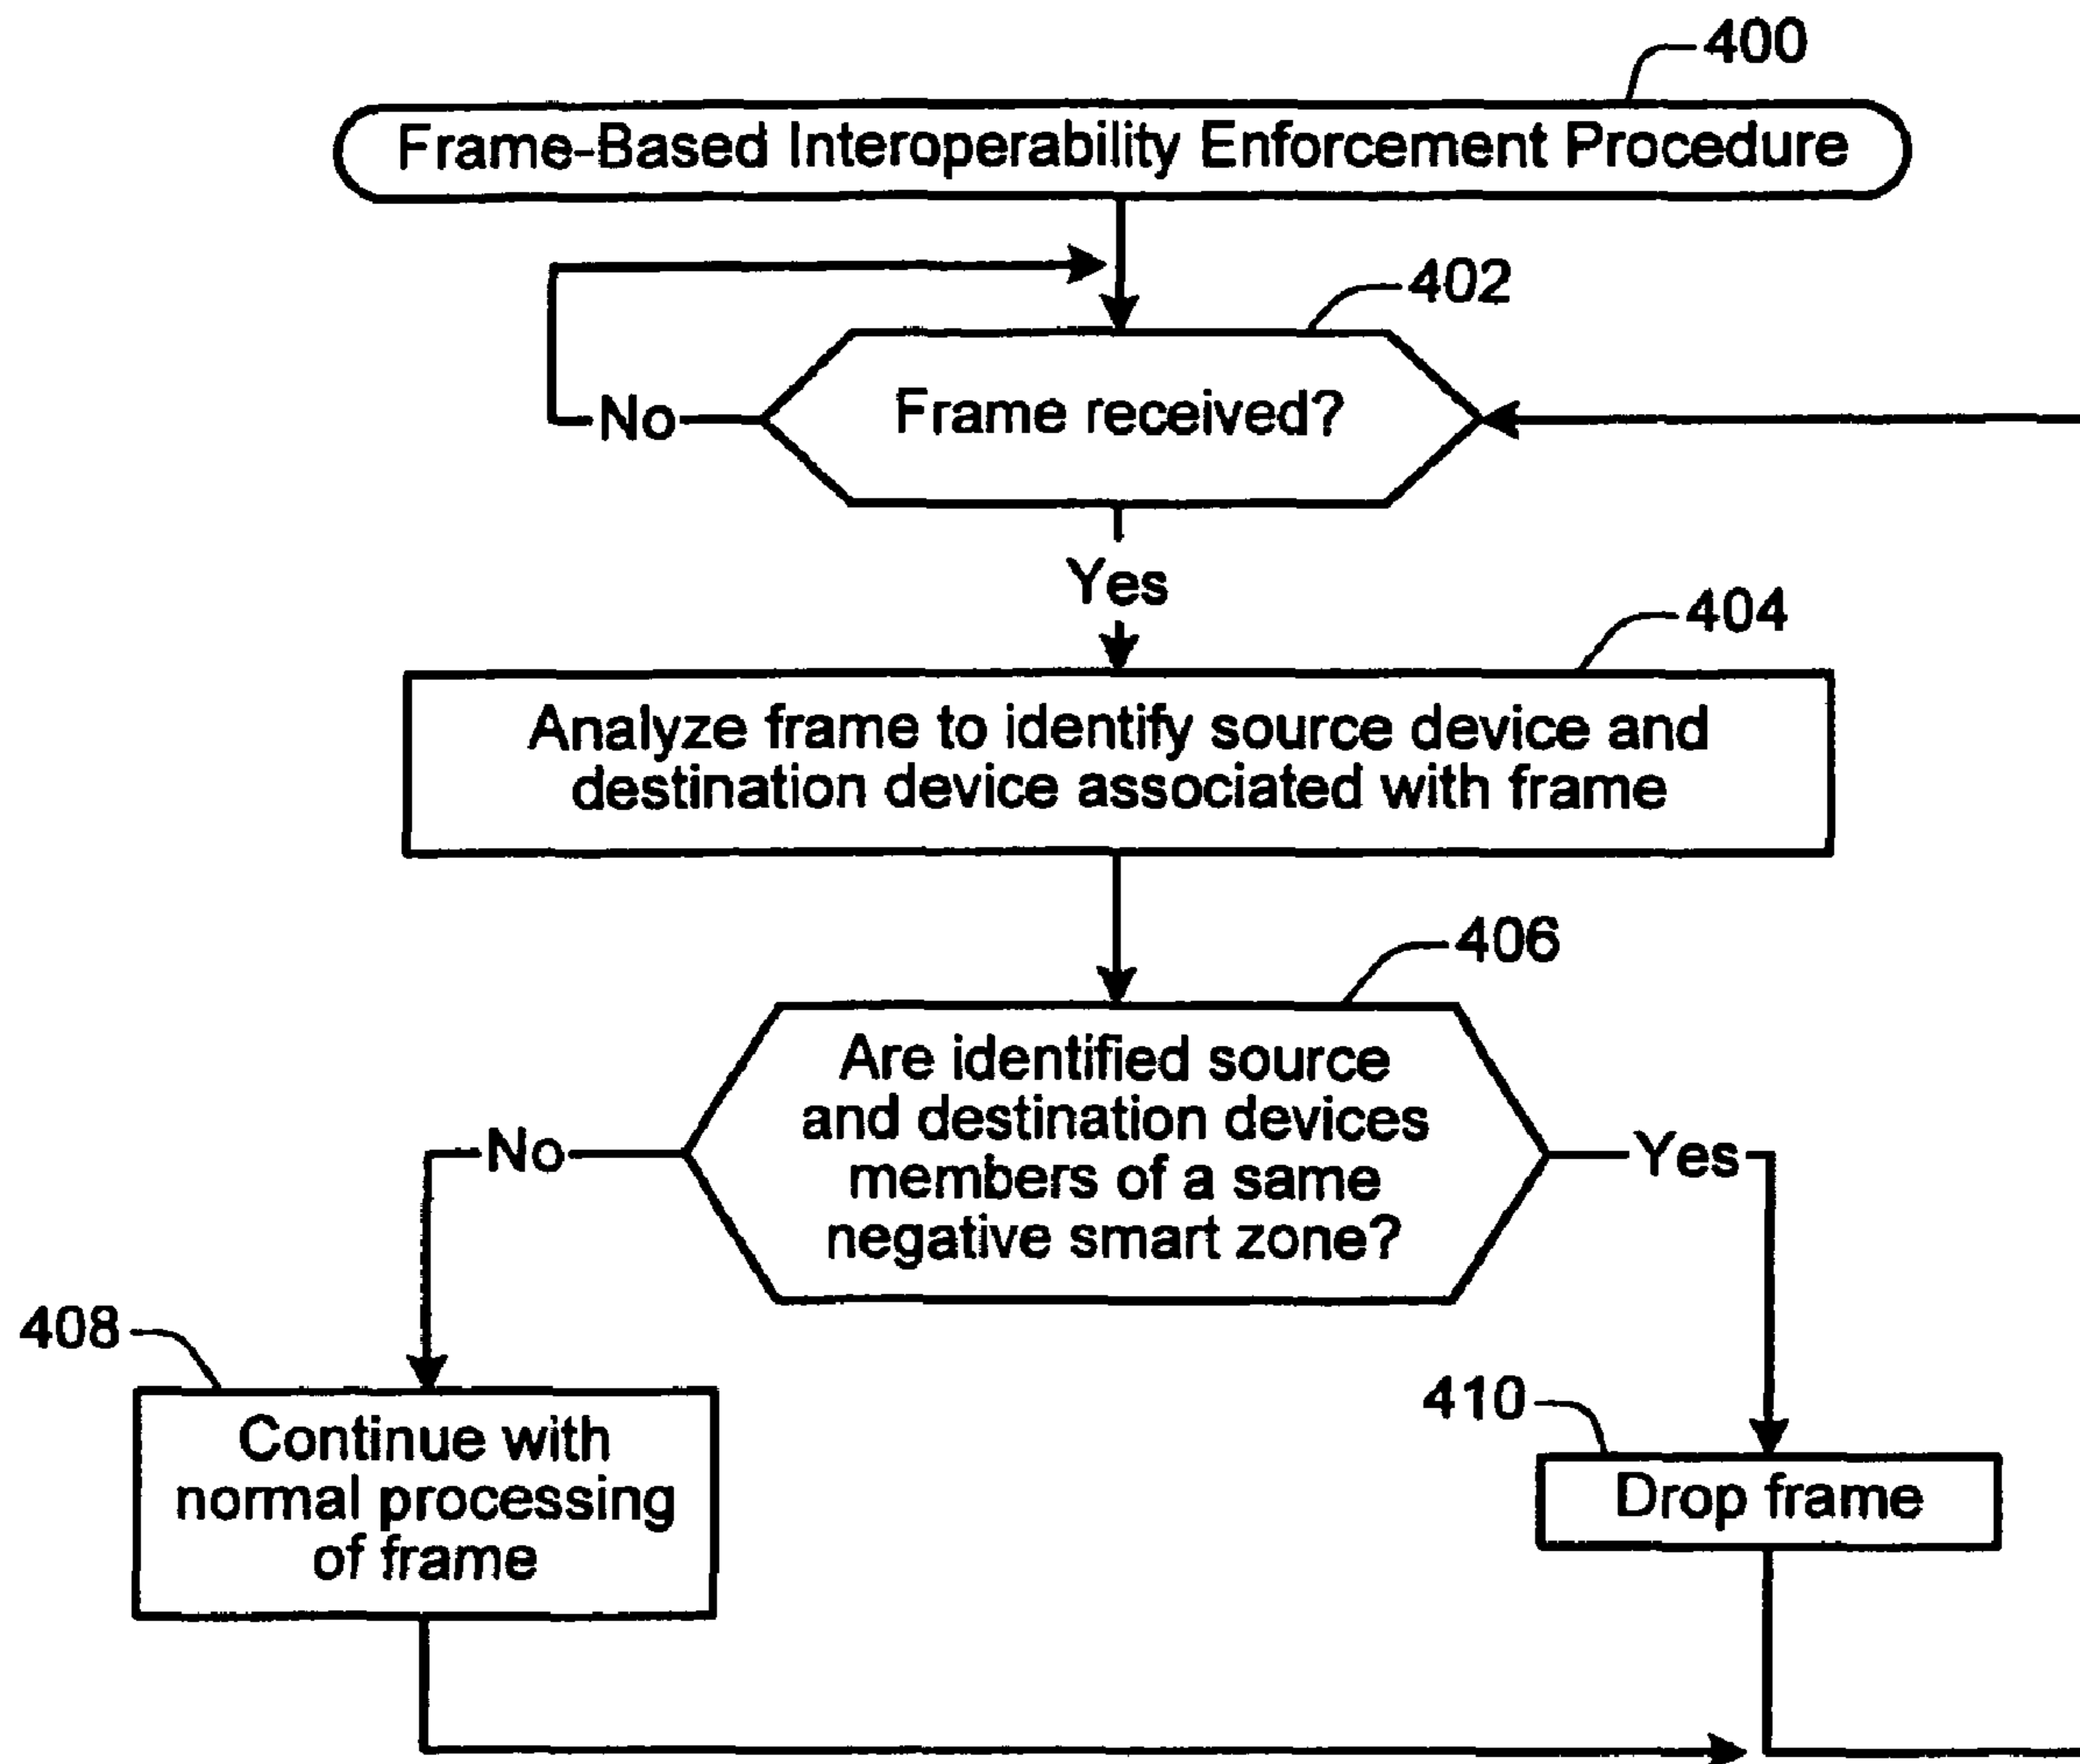 400
Frame-Based Interoperability Enforcement Procedure
402
Frame received?
No
Yes
404
Analyze frame to identify source device and
destination device associated with frame
406
Are identified source
and destination devices
members of a same
negative smart zone?
No
Yes
408
Continue with
normal processing
of frame
410
Drop frame